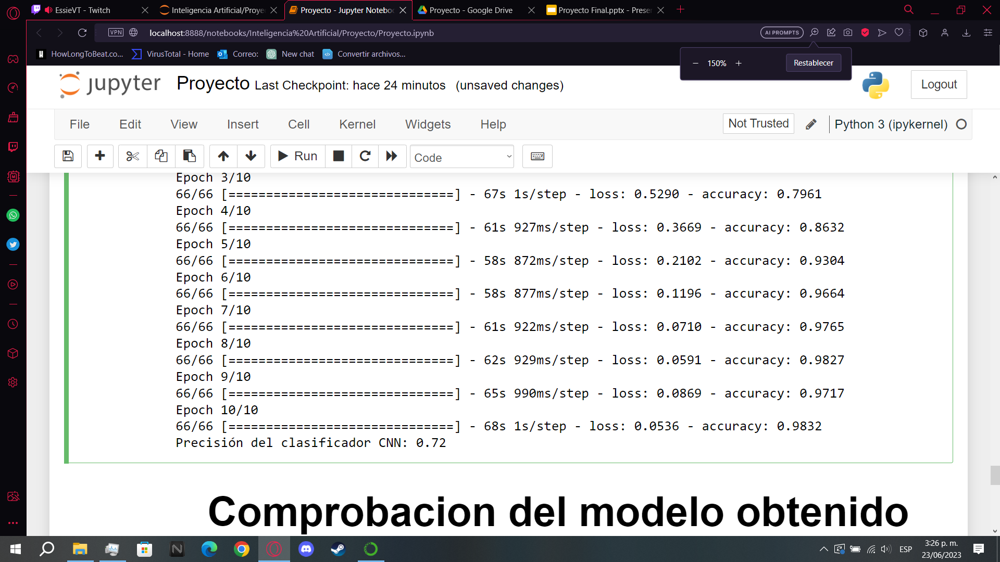 EssieVT - Twitch
Inteligencia Artificial/Proye
Proyecto - Jupyter Notebo
Proyecto - Google Drive
Proyecto Final.pptx - Prese
VPN
localhost:8888/notebooks/Inteligencia%20Artificial/Proyecto/Proyecto.ipynb
AI PROMPTS
H HowLongToBeat.co...
VirusTotal - Home
Correo:
New chat
Convertir archivos...
− 150% + Restablecer
jupyter Proyecto Last Checkpoint: hace 24 minutos (unsaved changes)
Logout
File Edit View Insert Cell Kernel Widgets Help
Not Trusted
Python 3 (ipykernel)
Run
Code
Epoch 3/10
66/66 [==============================] - 67s 1s/step - loss: 0.5290 - accuracy: 0.7961
Epoch 4/10
66/66 [==============================] - 61s 927ms/step - loss: 0.3669 - accuracy: 0.8632
Epoch 5/10
66/66 [==============================] - 58s 872ms/step - loss: 0.2102 - accuracy: 0.9304
Epoch 6/10
66/66 [==============================] - 58s 877ms/step - loss: 0.1196 - accuracy: 0.9664
Epoch 7/10
66/66 [==============================] - 61s 922ms/step - loss: 0.0710 - accuracy: 0.9765
Epoch 8/10
66/66 [==============================] - 62s 929ms/step - loss: 0.0591 - accuracy: 0.9827
Epoch 9/10
66/66 [==============================] - 65s 990ms/step - loss: 0.0869 - accuracy: 0.9717
Epoch 10/10
66/66 [==============================] - 68s 1s/step - loss: 0.0536 - accuracy: 0.9832
Precisión del clasificador CNN: 0.72
Comprobacion del modelo obtenido
ESP
3:26 p. m.
23/06/2023